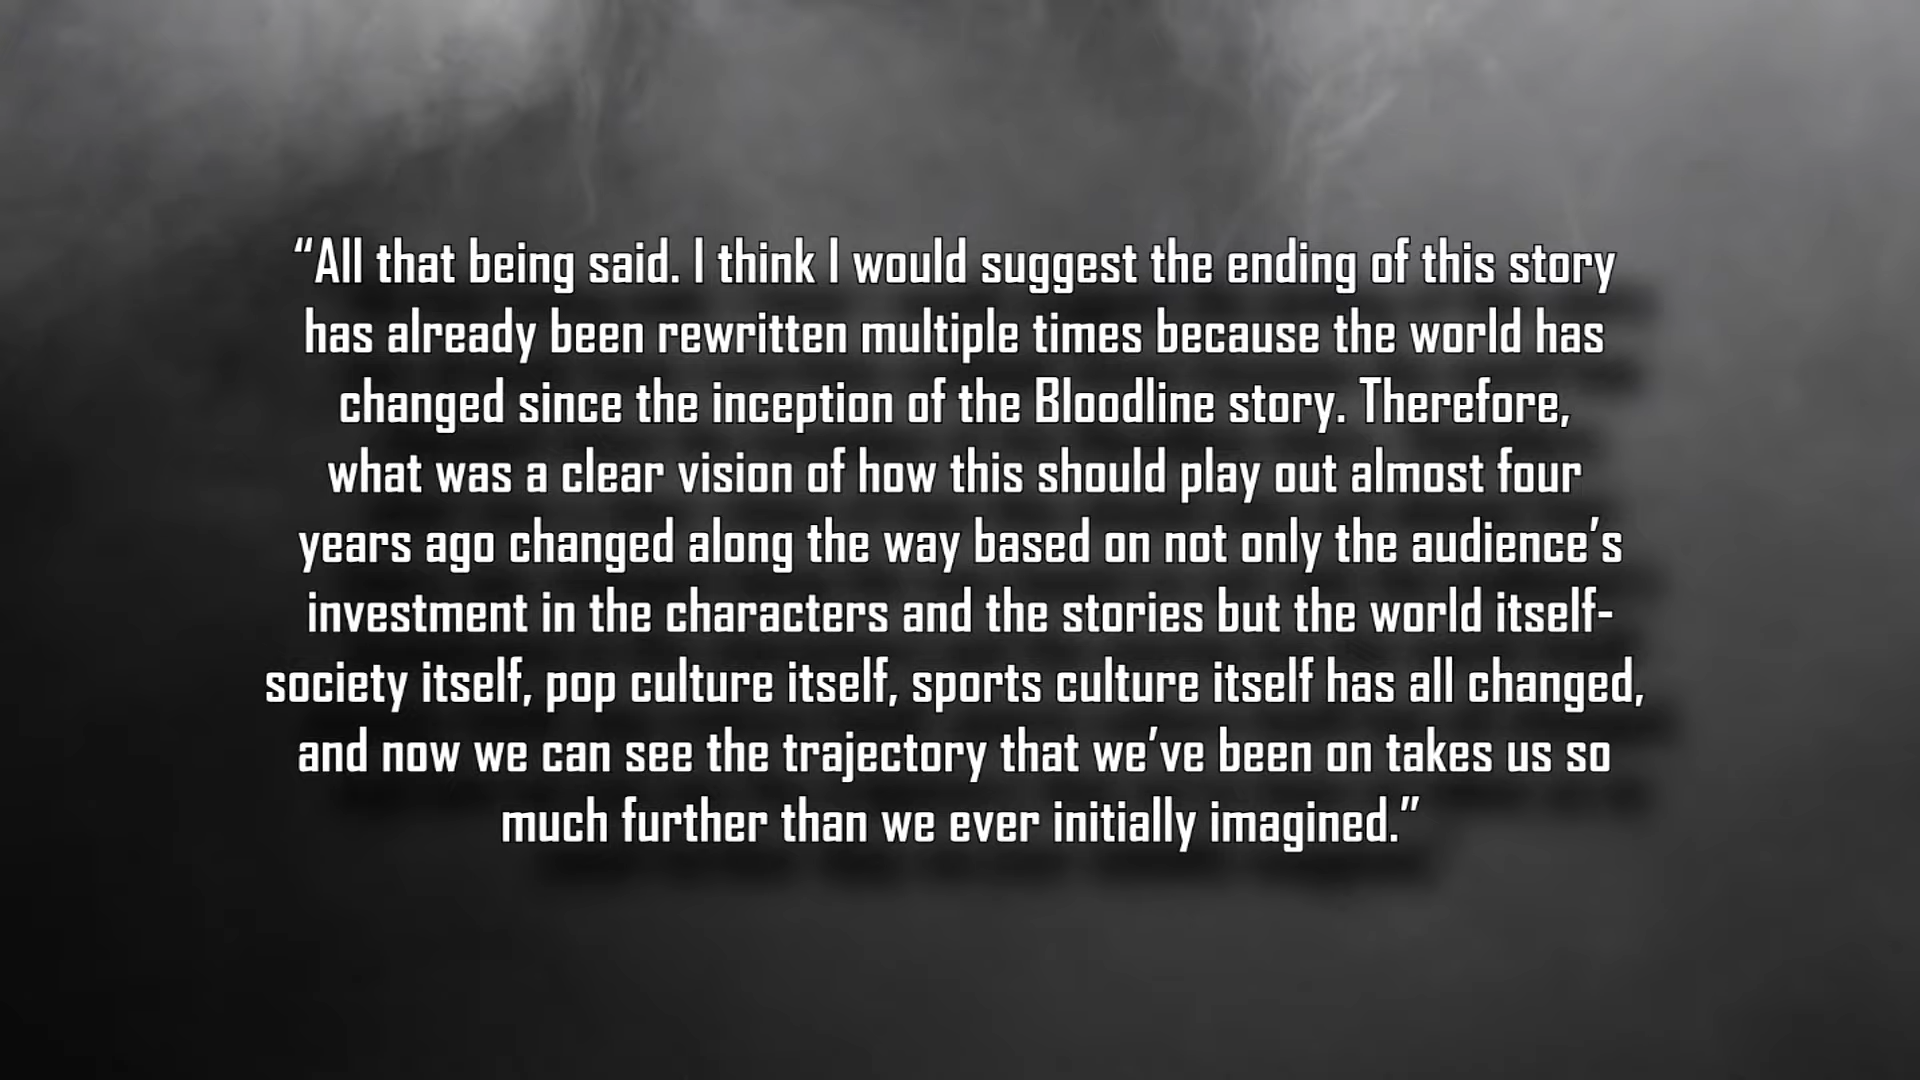 “All that being said. I think I would suggest the ending of this story
has already been rewritten multiple times because the world has
changed since the inception of the Bloodline story. Therefore,
what was a clear vision of how this should play out almost four
years ago changed along the way based on not only the audience’s
investment in the characters and the stories but the world itself-
society itself, pop culture itself, sports culture itself has all changed,
and now we can see the trajectory that we’ve been on takes us so
much further than we ever initially imagined.”